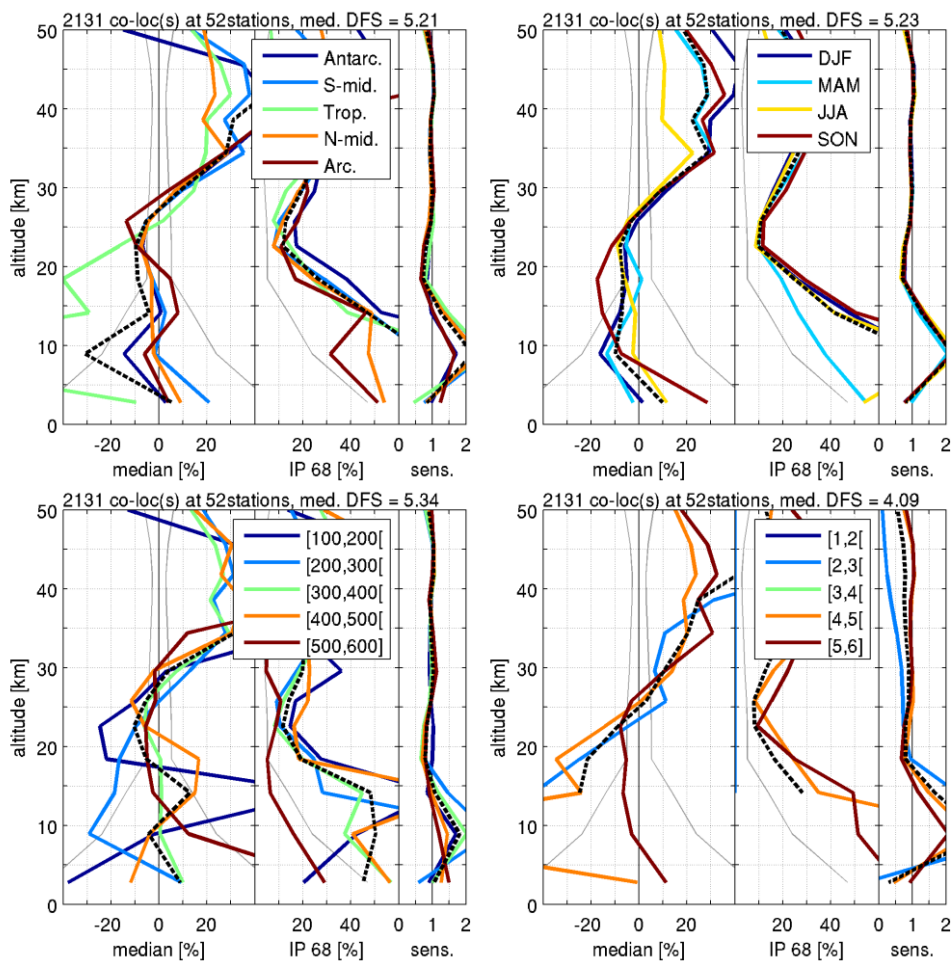 2131 co-loc(s) at 52stations, med. DFS = 5.21
50
40
30
20
10
0
altitude [km]
Antarc.
S-mid.
Trop.
N-mid.
Arc.
-20 0 20
20 40
0 1 2
median [%]
IP 68 [%]
sens.
2131 co-loc(s) at 52stations, med. DFS = 5.23
50
40
30
20
10
0
altitude [km]
DJF
MAM
JJA
SON
-20 0 20
20 40
0 1 2
median [%]
IP 68 [%]
sens.
2131 co-loc(s) at 52stations, med. DFS = 5.34
50
40
30
20
10
0
altitude [km]
[100,200[
[200,300[
[300,400[
[400,500[
[500,600]
-20 0 20
20 40
0 1 2
median [%]
IP 68 [%]
sens.
2131 co-loc(s) at 52stations, med. DFS = 4.09
50
40
30
20
10
0
altitude [km]
[1,2[
[2,3[
[3,4[
[4,5[
[5,6]
-20 0 20
20 40
0 1 2
median [%]
IP 68 [%]
sens.